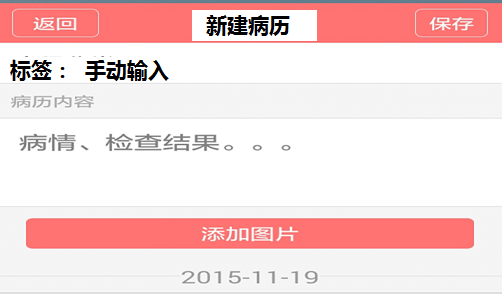 返回 新建病历 保存
标签： 手动输入
病历内容
病情、检查结果。。。
添加图片
2015-11-19